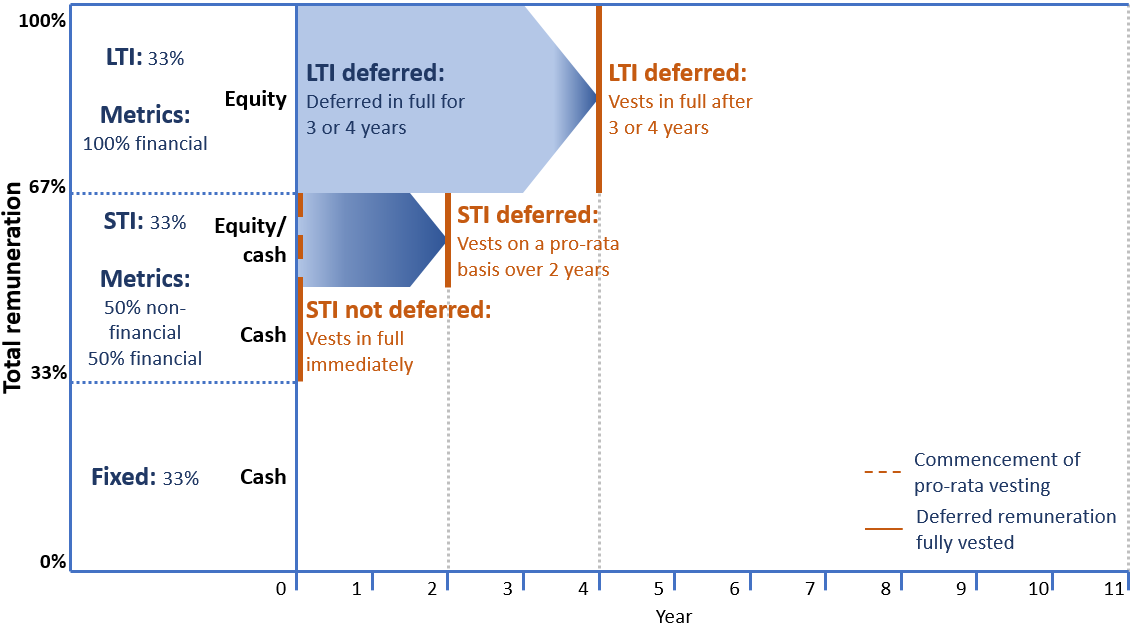 100%
LTI: 33%
Metrics:
100% financial
Equity
LTI deferred:
Deferred in full for
3 or 4 years
LTI deferred:
Vests in full after
3 or 4 years
67%
STI: 33%
Metrics:
50% non-
financial
50% financial
Equity/
cash
Cash
STI deferred:
Vests on a pro-rata
basis over 2 years
STI not deferred:
Vests in full
immediately
33%
Fixed: 33%
Cash
0%
Total remuneration
Commencement of
pro-rata vesting
Deferred remuneration
fully vested
0 1 2 3 4 5 6 7 8 9 10 11
Year